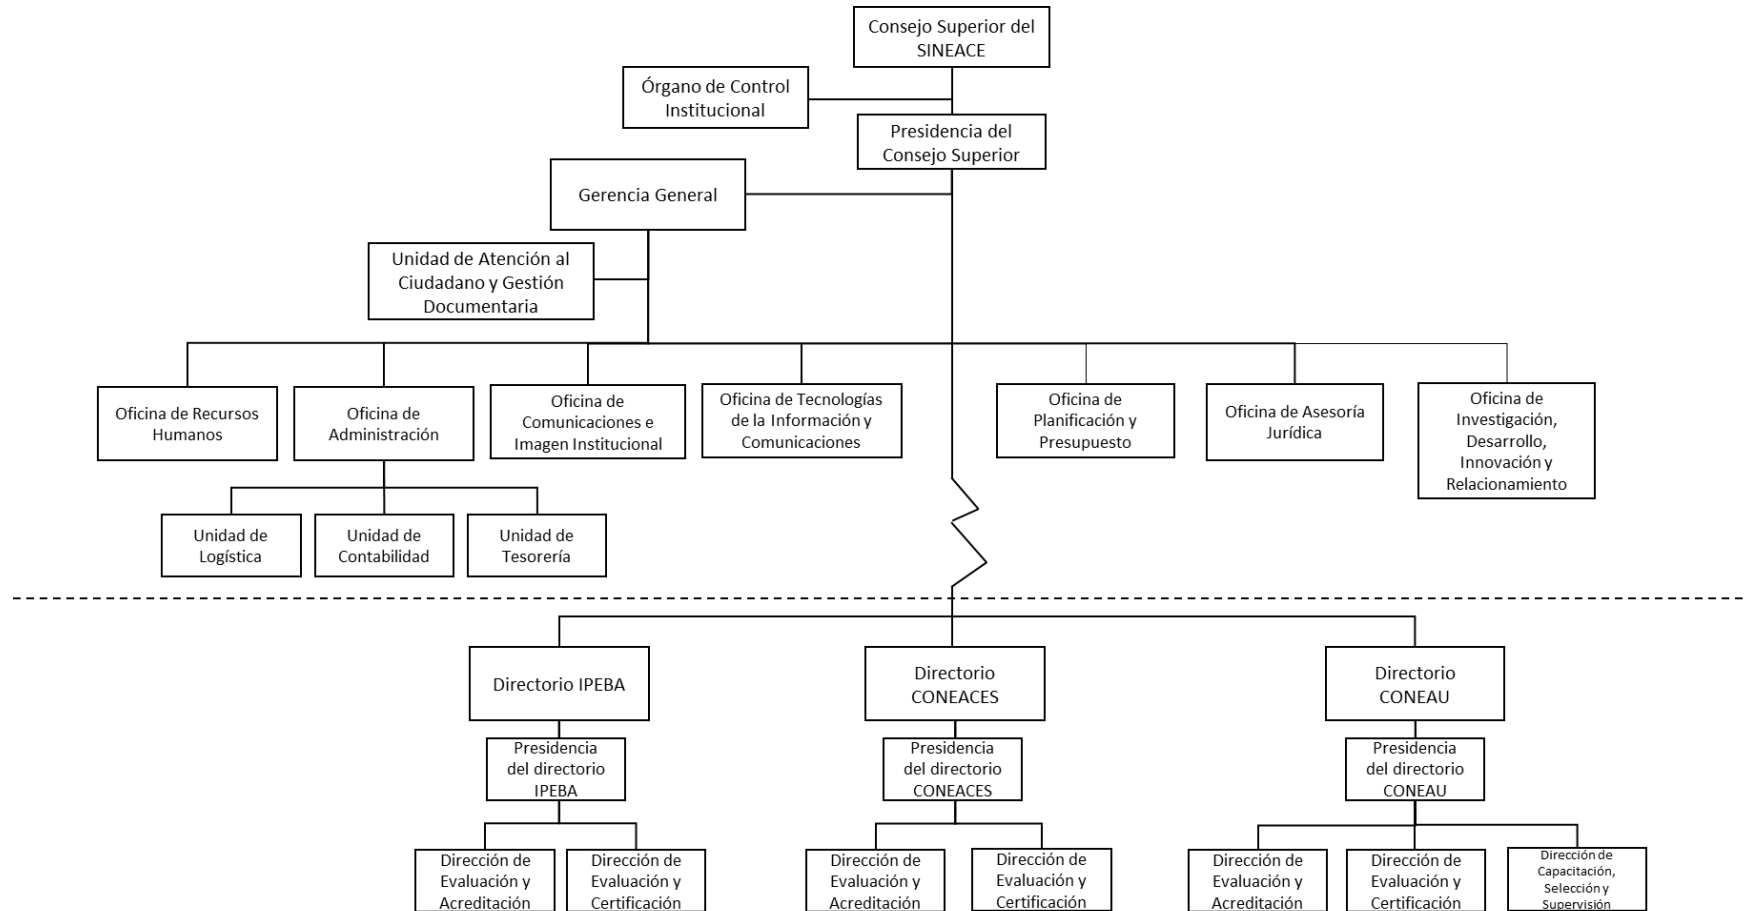 Consejo Superior del
SINEACE
Órgano de Control
Institucional
Presidencia del
Consejo Superior
Gerencia General
Unidad de Atención al
Ciudadano y Gestión
Documentaria
Oficina de Recursos
Humanos
Oficina de
Administración
Oficina de
Comunicaciones e
Imagen Institucional
Oficina de Tecnologías
de la Información y
Comunicaciones
Oficina de
Planificación y
Presupuesto
Oficina de Asesoría
Jurídica
Oficina de
Investigación,
Desarrollo,
Innovación y
Relacionamiento
Unidad de
Logística
Unidad de
Contabilidad
Unidad de
Tesorería
Directorio IPEBA
Directorio
CONEACES
Directorio
CONEAU
Presidencia
del directorio
IPEBA
Presidencia
del directorio
CONEACES
Presidencia
del directorio
CONEAU
Dirección de
Evaluación y
Acreditación
Dirección de
Evaluación y
Certificación
Dirección de
Evaluación y
Acreditación
Dirección de
Evaluación y
Certificación
Dirección de
Evaluación y
Acreditación
Dirección de
Evaluación y
Certificación
Dirección de
Capacitación,
Selección y
Supervisión